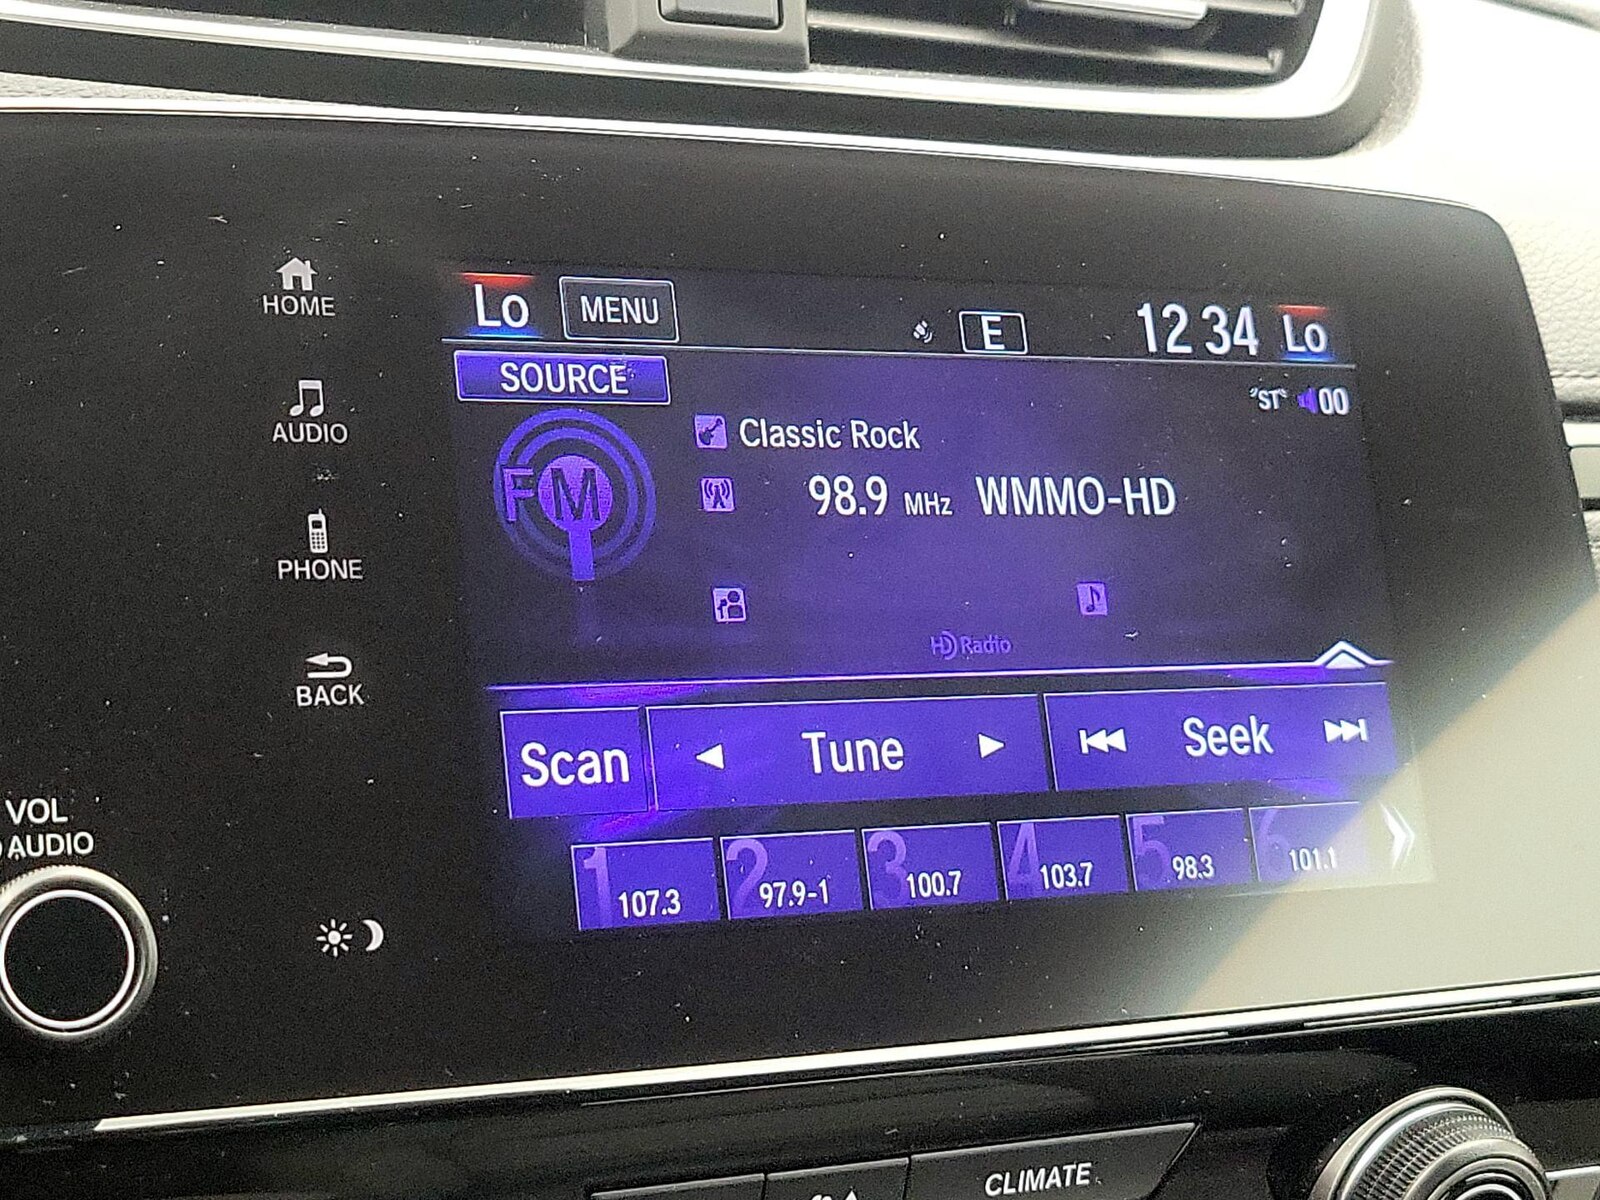 HOME
AUDIO
PHONE
BACK
VOL
AUDIO
Lo MENU E 12 34 Lo
SOURCE
ST 00
FM
Classic Rock
98.9 MHz WMMO-HD
HD Radio
Scan Tune Seek
1 107.3
2 97.9-1
3 100.7
4 103.7
5 98.3
6 101.1
CLIMATE